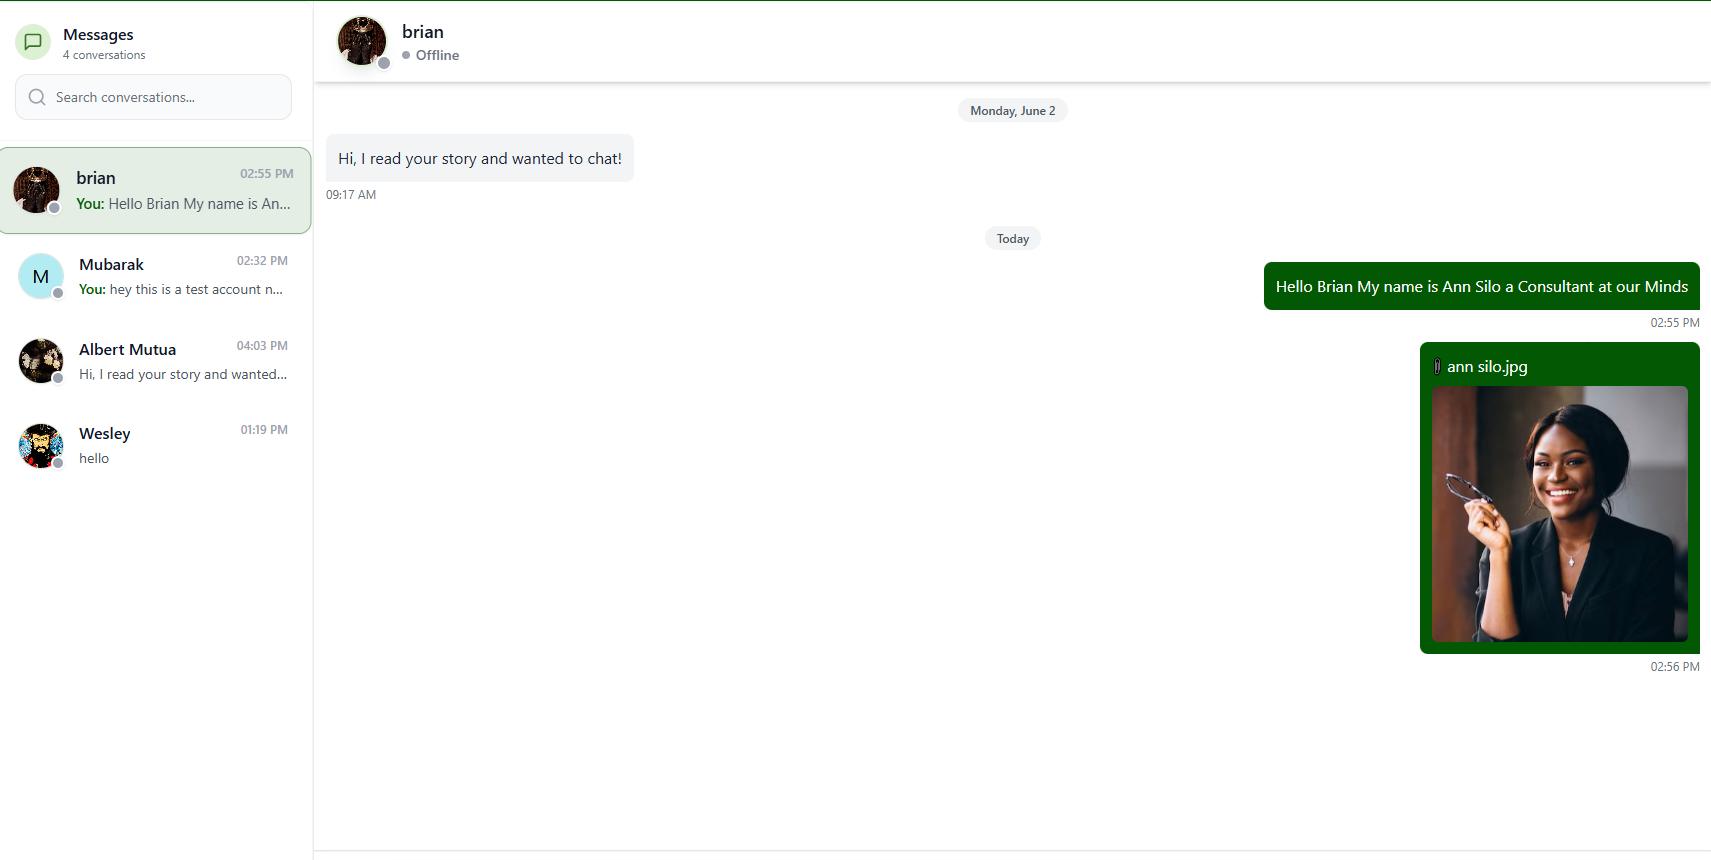 Messages
4 conversations
Search conversations...
brian
02:55 PM
You: Hello Brian My name is An...
M
Mubarak
02:32 PM
You: hey this is a test account n...
Albert Mutua
04:03 PM
Hi, I read your story and wanted...
Wesley
01:19 PM
hello
brian
Offline
Monday, June 2
Hi, I read your story and wanted to chat!
09:17 AM
Today
Hello Brian My name is Ann Silo a Consultant at our Minds
02:55 PM
ann silo.jpg
02:56 PM